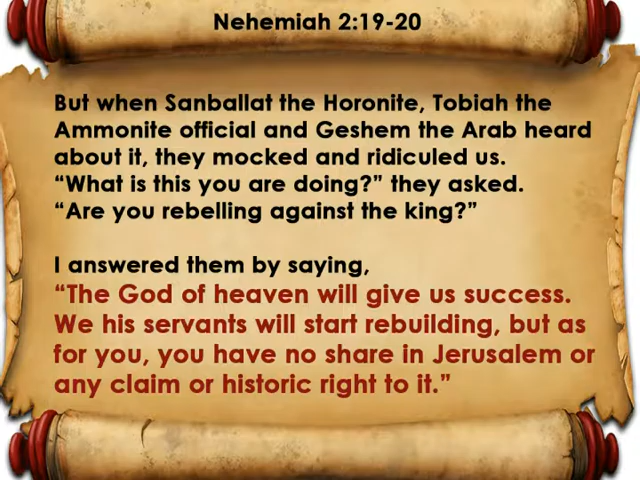 Nehemiah 2:19-20
But when Sanballat the Horonite, Tobiah the
Ammonite official and Geshem the Arab heard
about it, they mocked and ridiculed us.
“What is this you are doing?” they asked.
“Are you rebelling against the king?”
I answered them by saying,
“The God of heaven will give us success.
We his servants will start rebuilding, but as
for you, you have no share in Jerusalem or
any claim or historic right to it.”